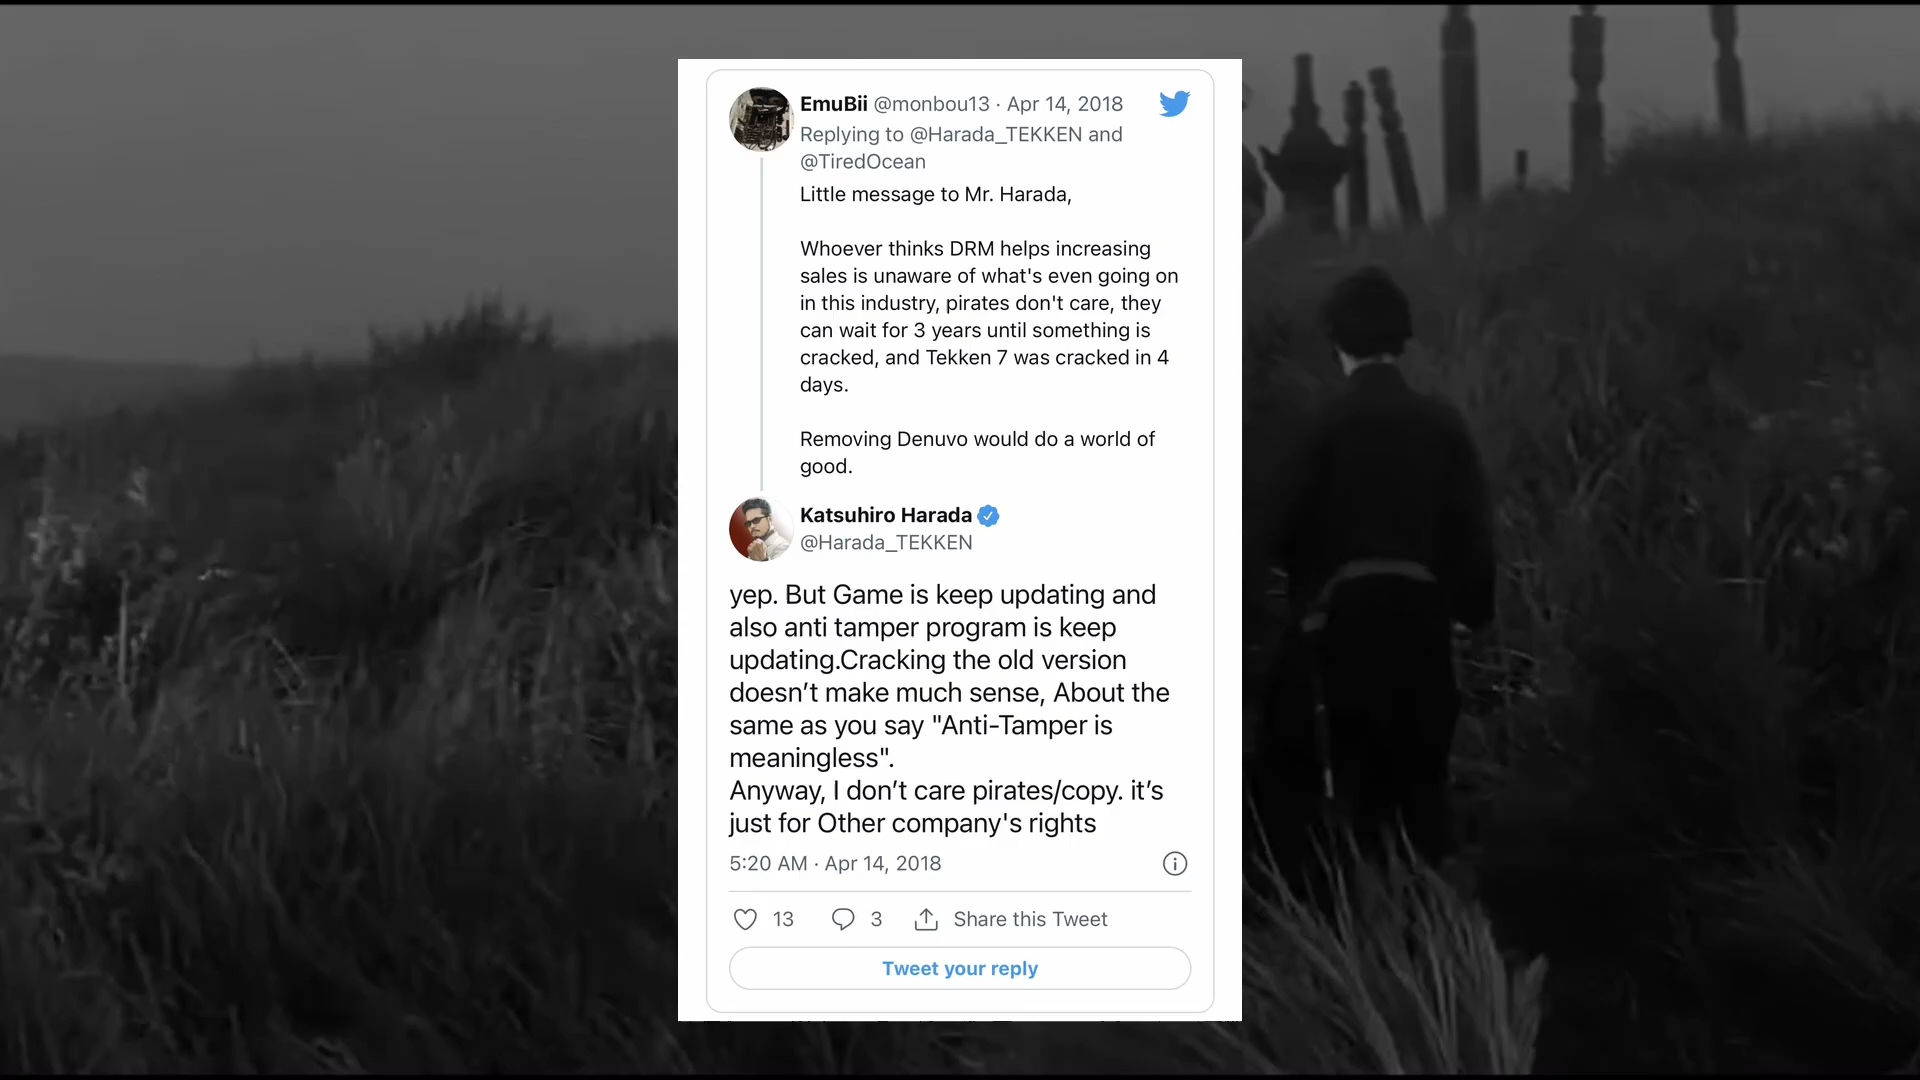 EmuBii @monbou13 · Apr 14, 2018
Replying to @Harada_TEKKEN and
@TiredOcean
Little message to Mr. Harada,
Whoever thinks DRM helps increasing
sales is unaware of what's even going on
in this industry, pirates don't care, they
can wait for 3 years until something is
cracked, and Tekken 7 was cracked in 4
days.
Removing Denuvo would do a world of
good.
Katsuhiro Harada
@Harada_TEKKEN
yep. But Game is keep updating and
also anti tamper program is keep
updating.Cracking the old version
doesn’t make much sense, About the
same as you say "Anti-Tamper is
meaningless".
Anyway, I don’t care pirates/copy. it’s
just for Other company's rights
5:20 AM · Apr 14, 2018
13 3 Share this Tweet
Tweet your reply